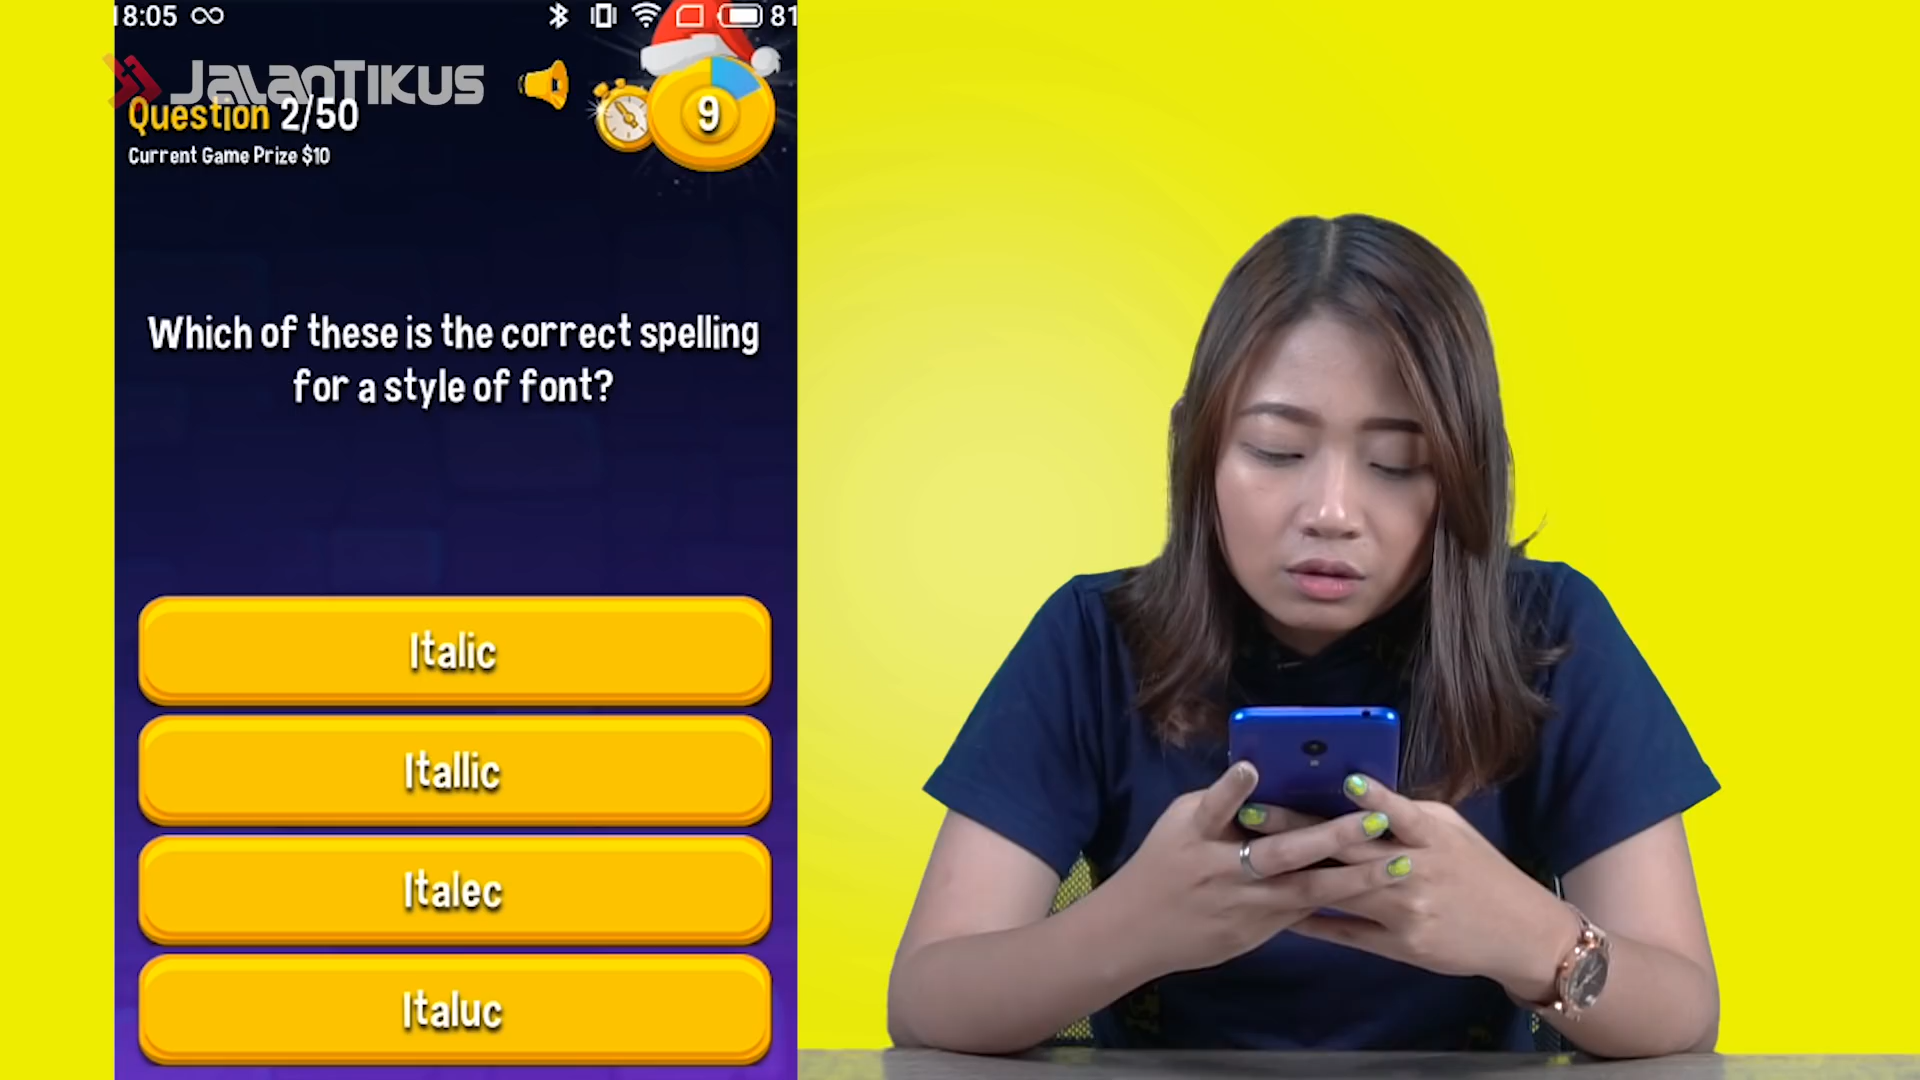 18:05
81
JALANTIKUS
Question 2/50
9
Current Game Prize $10
Which of these is the correct spelling
for a style of font?
Italic
Itallic
Italec
Italuc